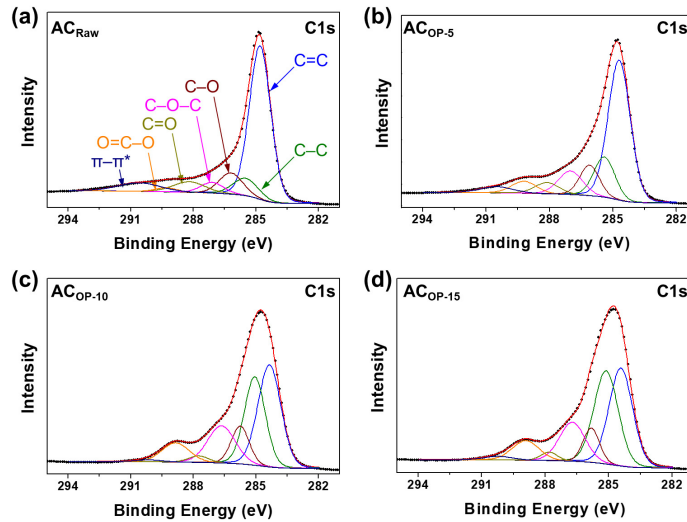 (a)
AC_Raw
C1s
C=C
C–O
C–O–C
C=O
O=C–O
π–π*
C–C
Intensity
294 291 288 285 282
Binding Energy (eV)
(b)
AC_OP-5
C1s
Intensity
294 291 288 285 282
Binding Energy (eV)
(c)
AC_OP-10
C1s
Intensity
294 291 288 285 282
Binding Energy (eV)
(d)
AC_OP-15
C1s
Intensity
294 291 288 285 282
Binding Energy (eV)